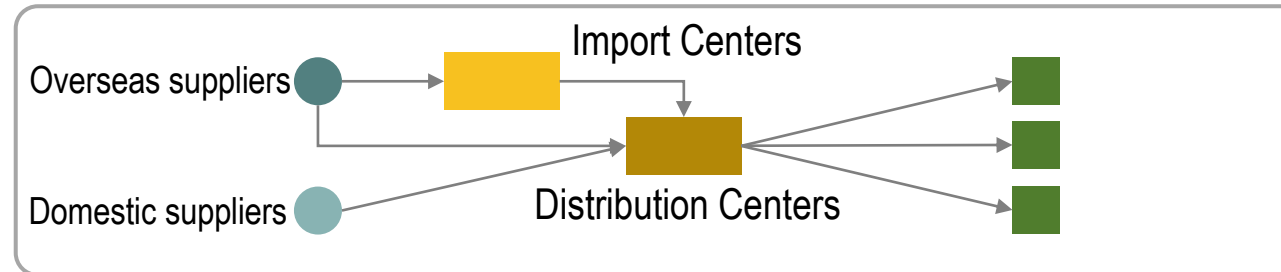 Import Centers
Overseas suppliers
Distribution Centers
Domestic suppliers